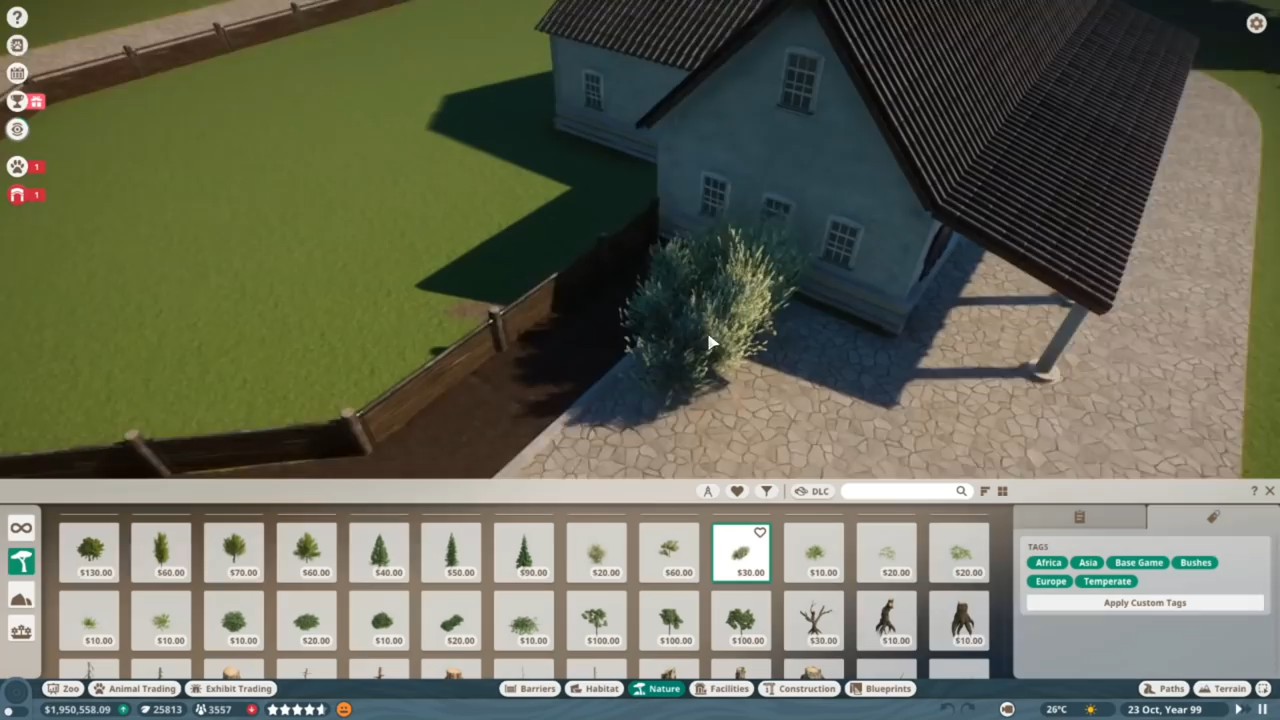 ?
1
1
DLC
? ×
$130.00 $60.00 $70.00 $60.00 $40.00 $50.00 $90.00 $20.00 $60.00 $30.00 $10.00 $20.00 $20.00
$10.00 $10.00 $10.00 $20.00 $10.00 $20.00 $10.00 $100.00 $100.00 $100.00 $30.00 $10.00 $10.00
TAGS
Africa Asia Base Game Bushes
Europe Temperate
Apply Custom Tags
Zoo Animal Trading Exhibit Trading Barriers Habitat Nature Facilities Construction Blueprints Paths Terrain
$1,950,558.09 25813 3557 26°C 23 Oct, Year 99